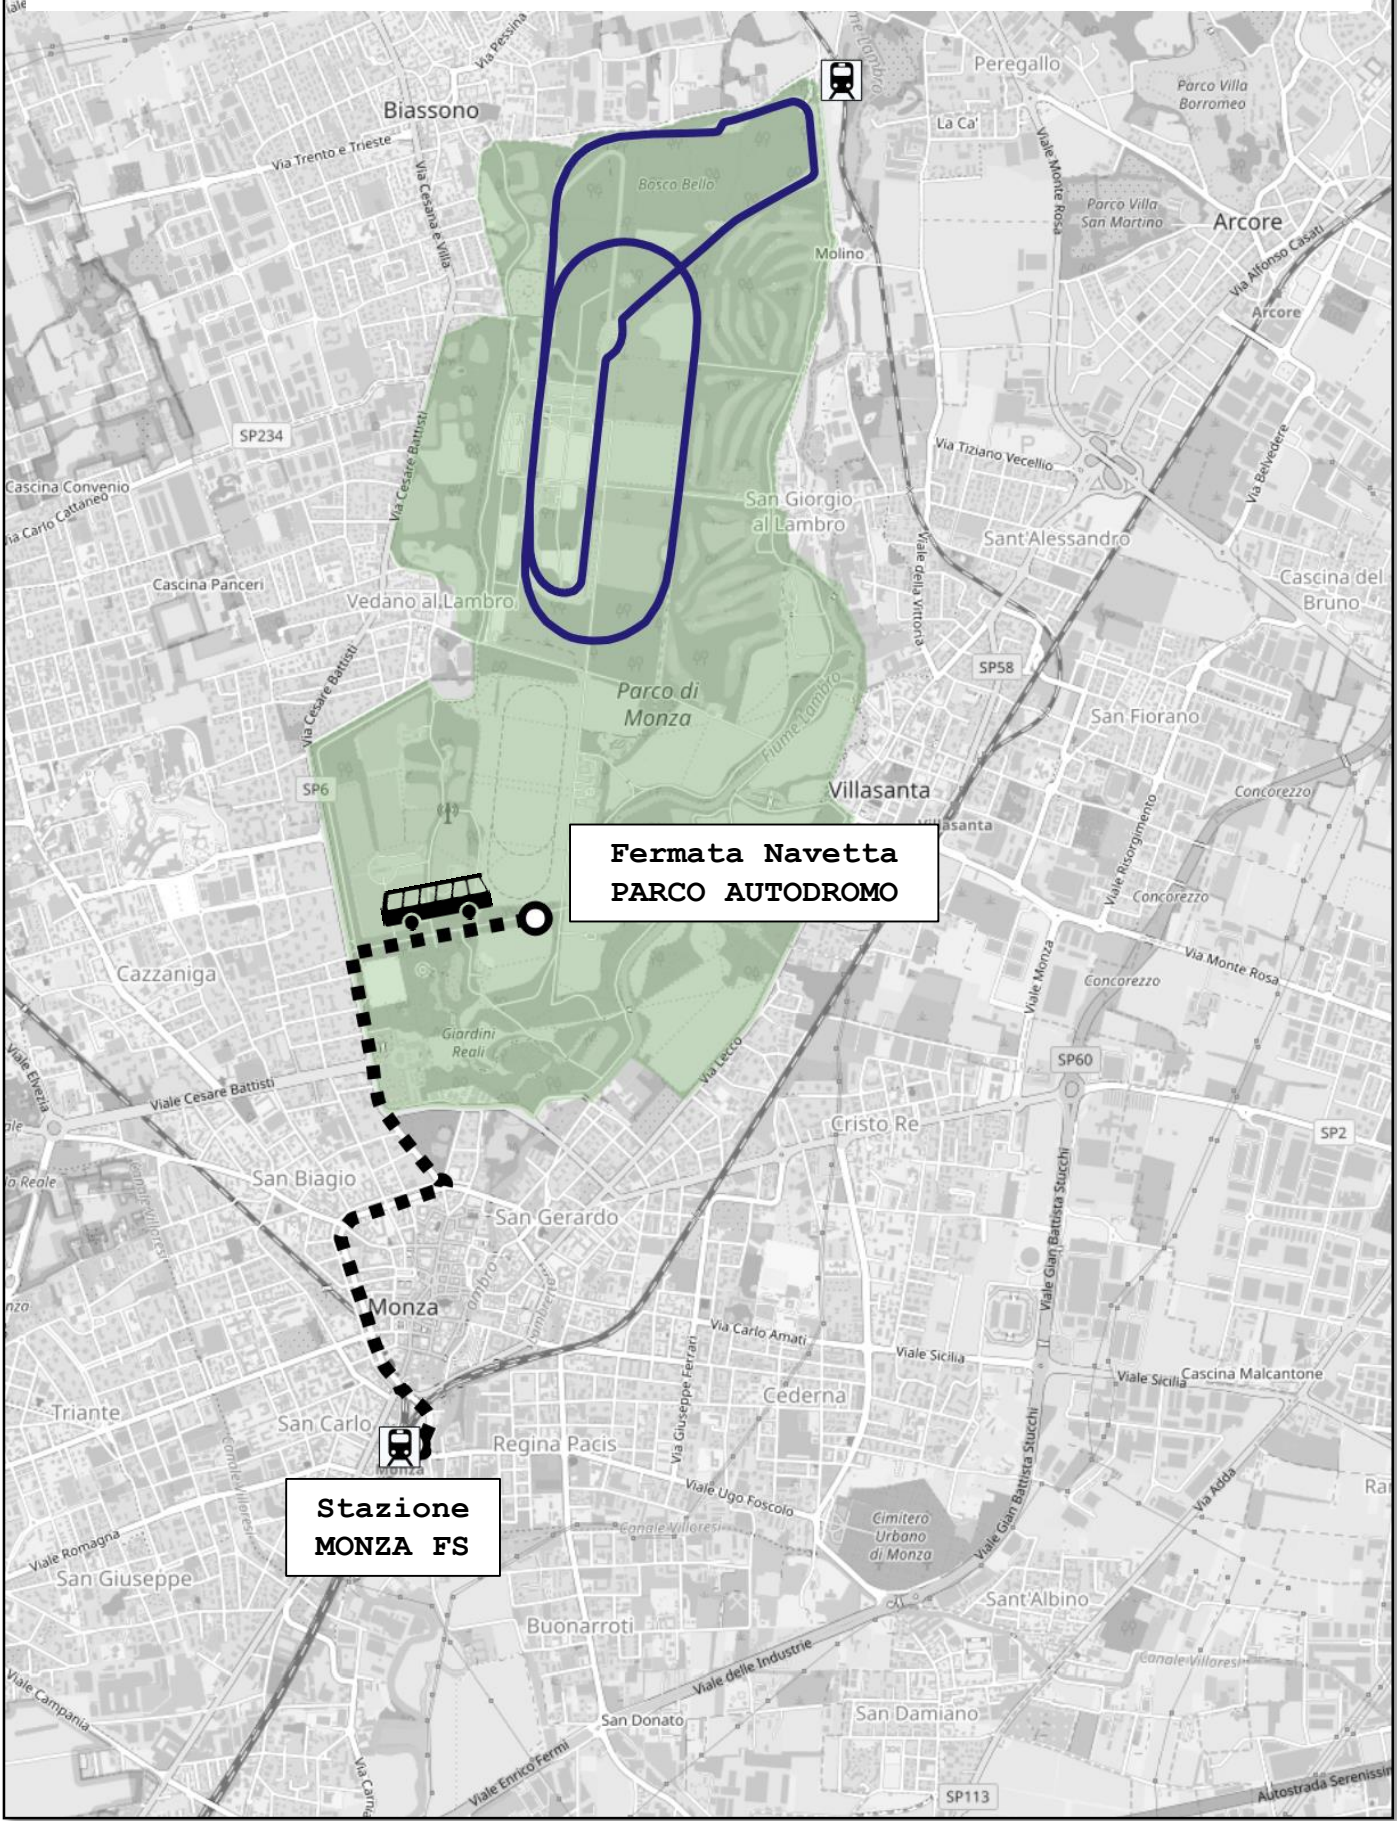 Via Pessina
Peregallo
Biassono
Parco Villa
Borromeo
La Ca'
Via Trento e Trieste
Viale Monte Rosa
Via Cesana e Villa
Bosco Bello
Parco Villa
San Martino
Arcore
Molino
Via Alfonso Casati
Arcore
SP234
Via Cesare Battisti
Via Tiziano Vecellio
Via Belvedere
Cascina Convenio
Via Carlo Cattaneo
San Giorgio
al Lambro
Sant'Alessandro
Viale della Vittoria
Cascina Panceri
Vedano al Lambro
Cascina del
Bruno
Via Cesare Battisti
SP58
Parco di
Monza
Fiume Lambro
San Fiorano
SP6
Villasanta
Concorezzo
Villasanta
Viale Risorgimento
Fermata Navetta
PARCO AUTODROMO
Concorezzo
Cazzaniga
Viale Monza
Via Monte Rosa
Concorezzo
Giardini
Reali
Via Lecco
SP60
Viale Elvezia
Viale Cesare Battisti
Cristo Re
SP2
San Biagio
la Reale
Canale Villoresi
San Gerardo
Viale Gian Battista Stucchi
Monza
Via Carlo Amati
Viale Sicilia
Viale Sicilia
Cascina Malcantone
Via Giuseppe Ferrari
Cederna
Triante
San Carlo
Regina Pacis
Monza
Canale Villoresi
Viale Ugo Foscolo
Viale Gian Battista Stucchi
Via Adda
Stazione
MONZA FS
Cimitero
Urbano
di Monza
Canale Villoresi
Viale Romagna
San Giuseppe
Sant'Albino
Buonarroti
Canale Villoresi
Viale delle Industrie
Viale Campania
San Donato
San Damiano
Viale Enrico Fermi
SP113